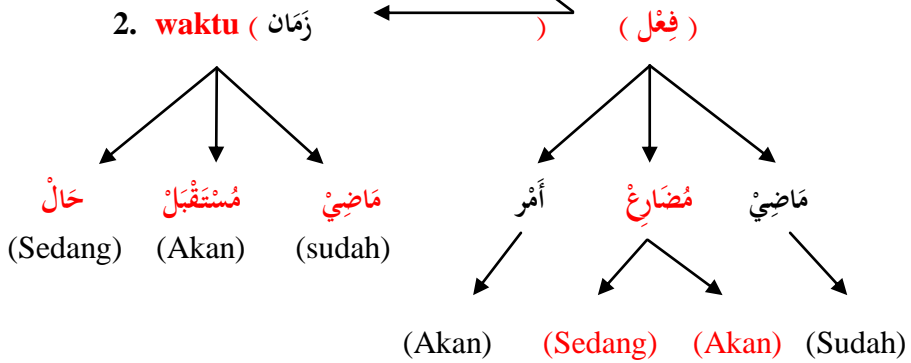 2. waktu ( زَمَان ) ( فِعْل )
حَالْ مُسْتَقْبَلْ مَاضِيْ أَمْر مُضَارِعْ مَاضِيْ
(Sedang) (Akan) (sudah)
(Akan) (Sedang) (Akan) (Sudah)